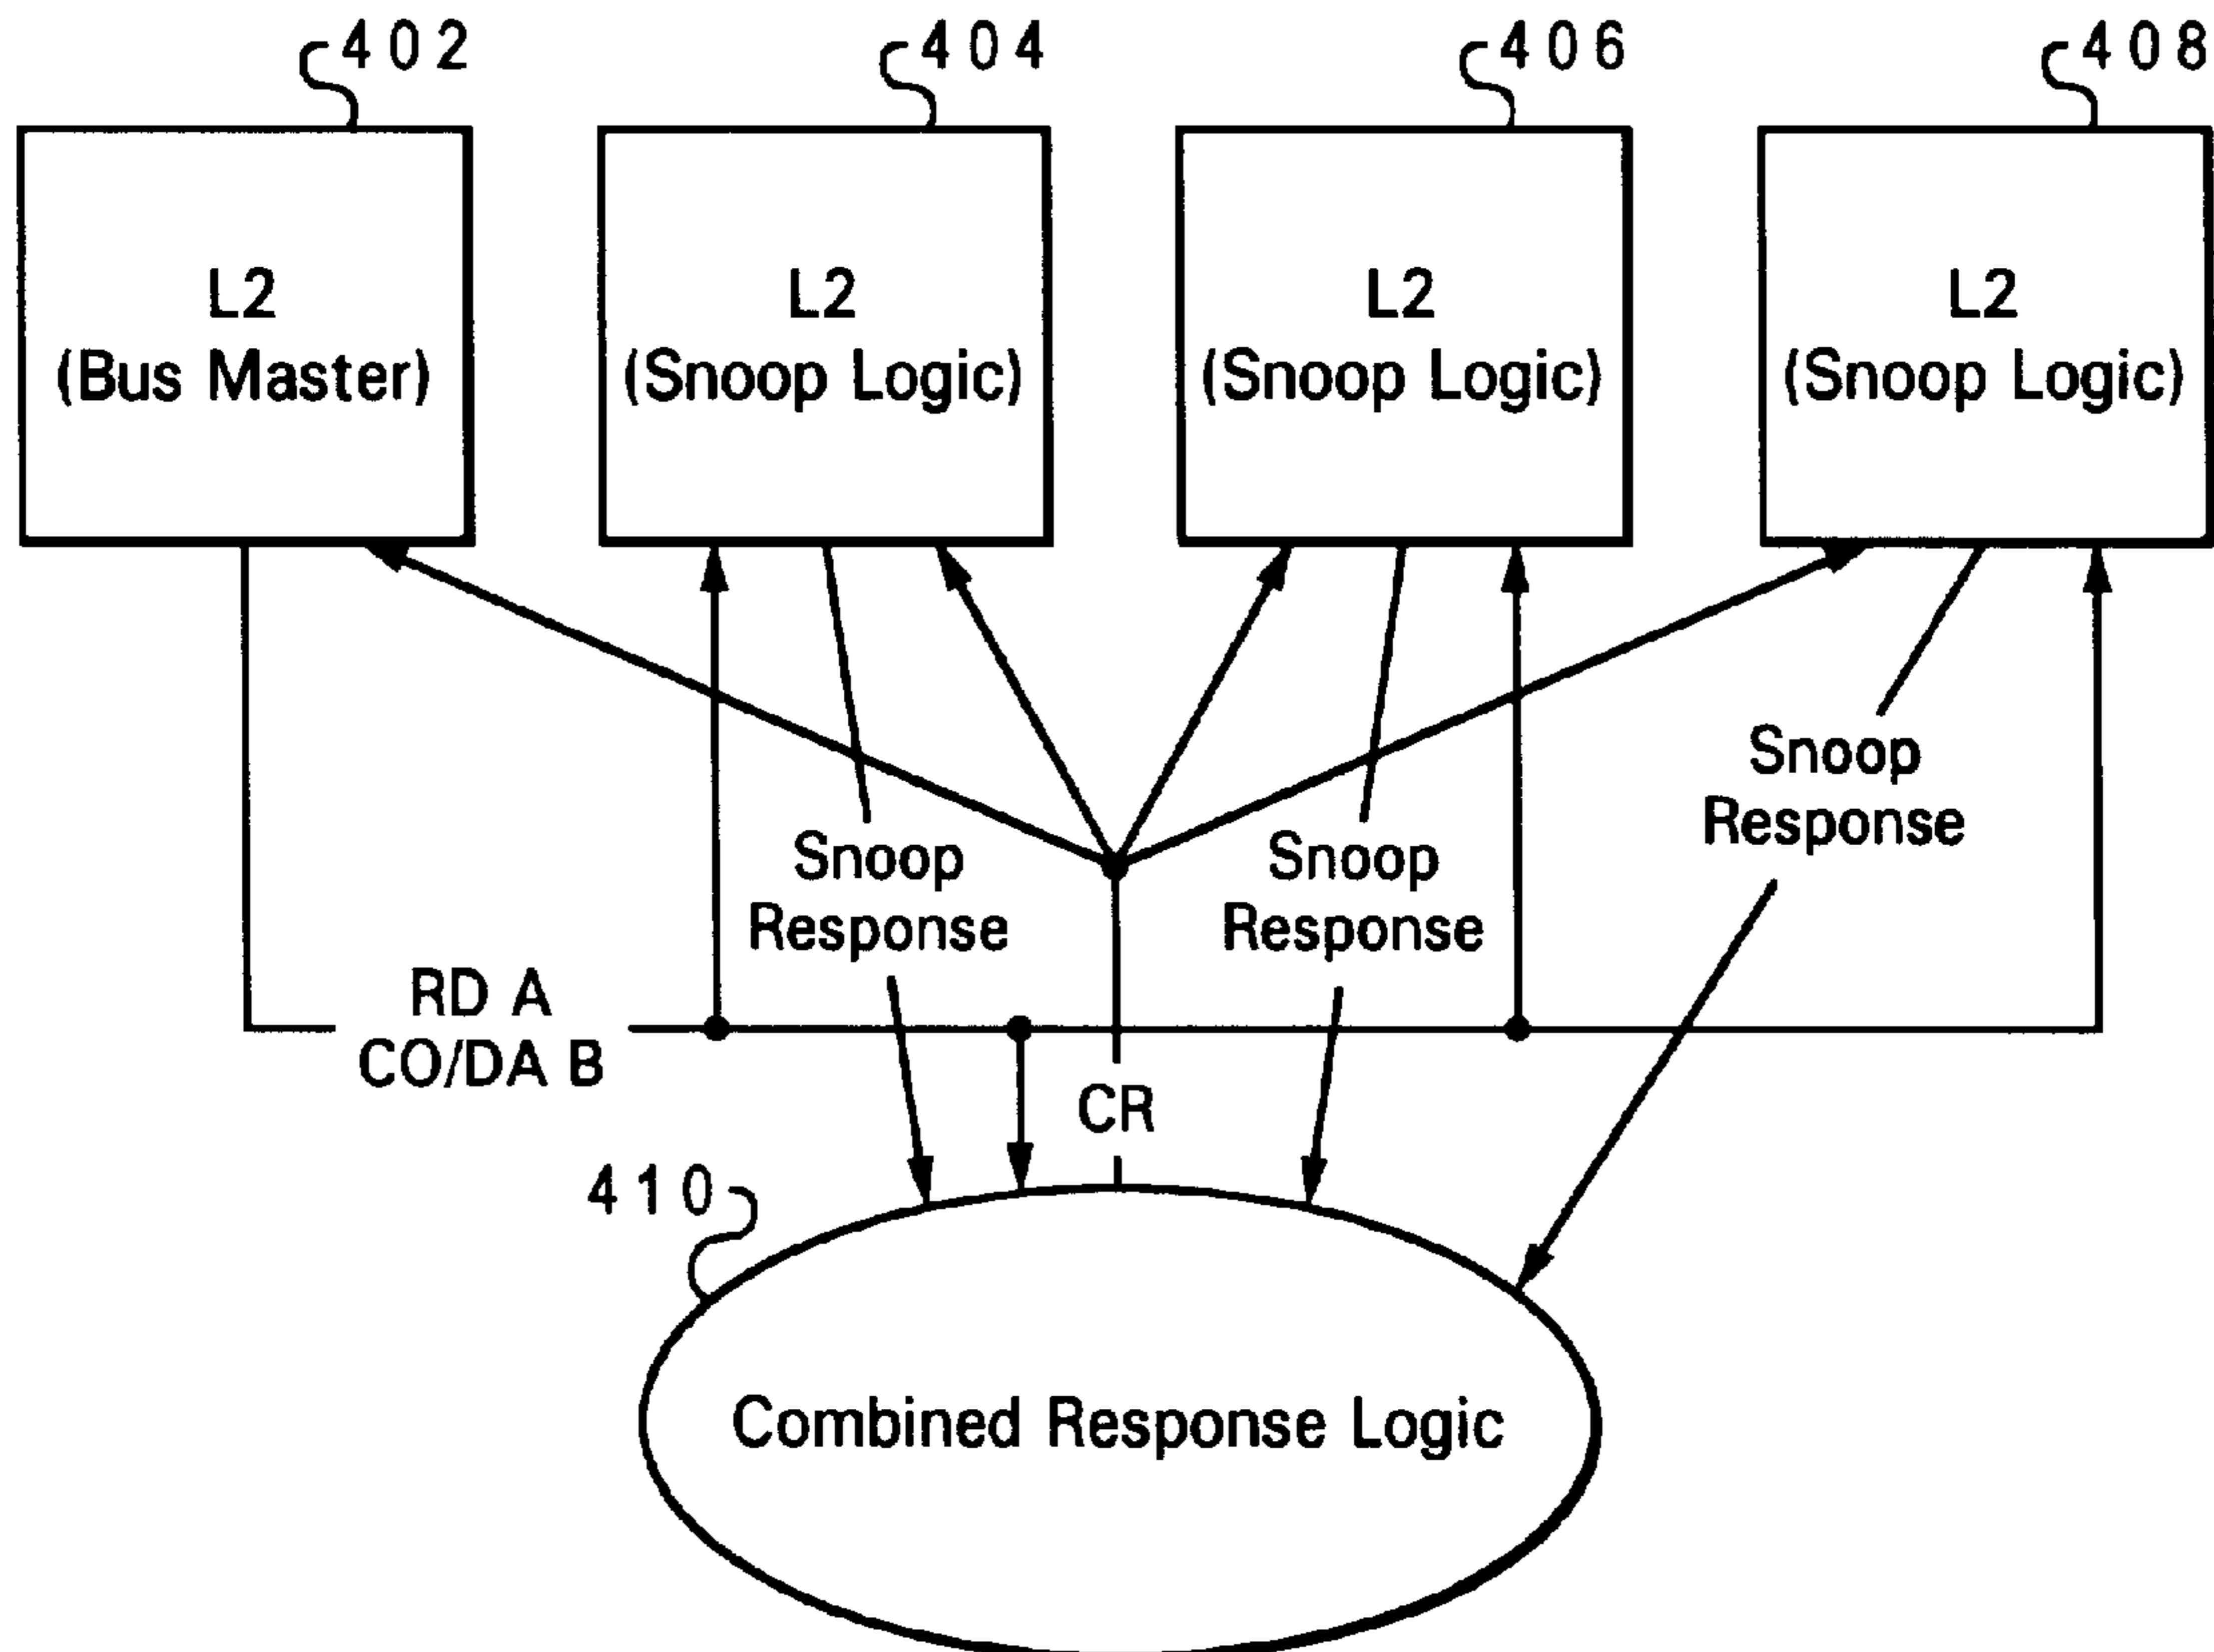 402
404
406
408
L2
(Bus Master)
L2
(Snoop Logic)
L2
(Snoop Logic)
L2
(Snoop Logic)
Snoop
Response
Snoop
Response
Snoop
Response
RD A
CO/DA B
CR
410
Combined Response Logic